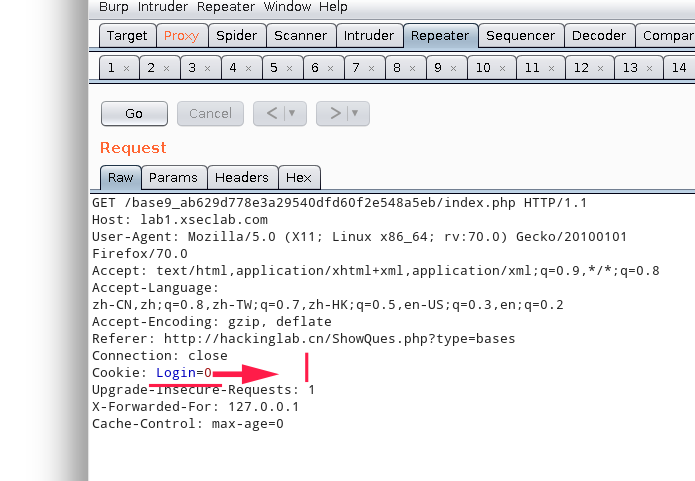 Burp Intruder Repeater Window Help
Target Proxy Spider Scanner Intruder Repeater Sequencer Decoder Compar
1 × 2 × 3 × 4 × 5 × 6 × 7 × 8 × 9 × 10 × 11 × 12 × 13 × 14
Go Cancel < ▼ > ▼
Request
Raw Params Headers Hex
GET /base9_ab629d778e3a29540dfd60f2e548a5eb/index.php HTTP/1.1
Host: lab1.xseclab.com
User-Agent: Mozilla/5.0 (X11; Linux x86_64; rv:70.0) Gecko/20100101
Firefox/70.0
Accept: text/html,application/xhtml+xml,application/xml;q=0.9,*/*;q=0.8
Accept-Language:
zh-CN,zh;q=0.8,zh-TW;q=0.7,zh-HK;q=0.5,en-US;q=0.3,en;q=0.2
Accept-Encoding: gzip, deflate
Referer: http://hackinglab.cn/ShowQues.php?type=bases
Connection: close
Cookie: Login=0
Upgrade-Insecure-Requests: 1
X-Forwarded-For: 127.0.0.1
Cache-Control: max-age=0